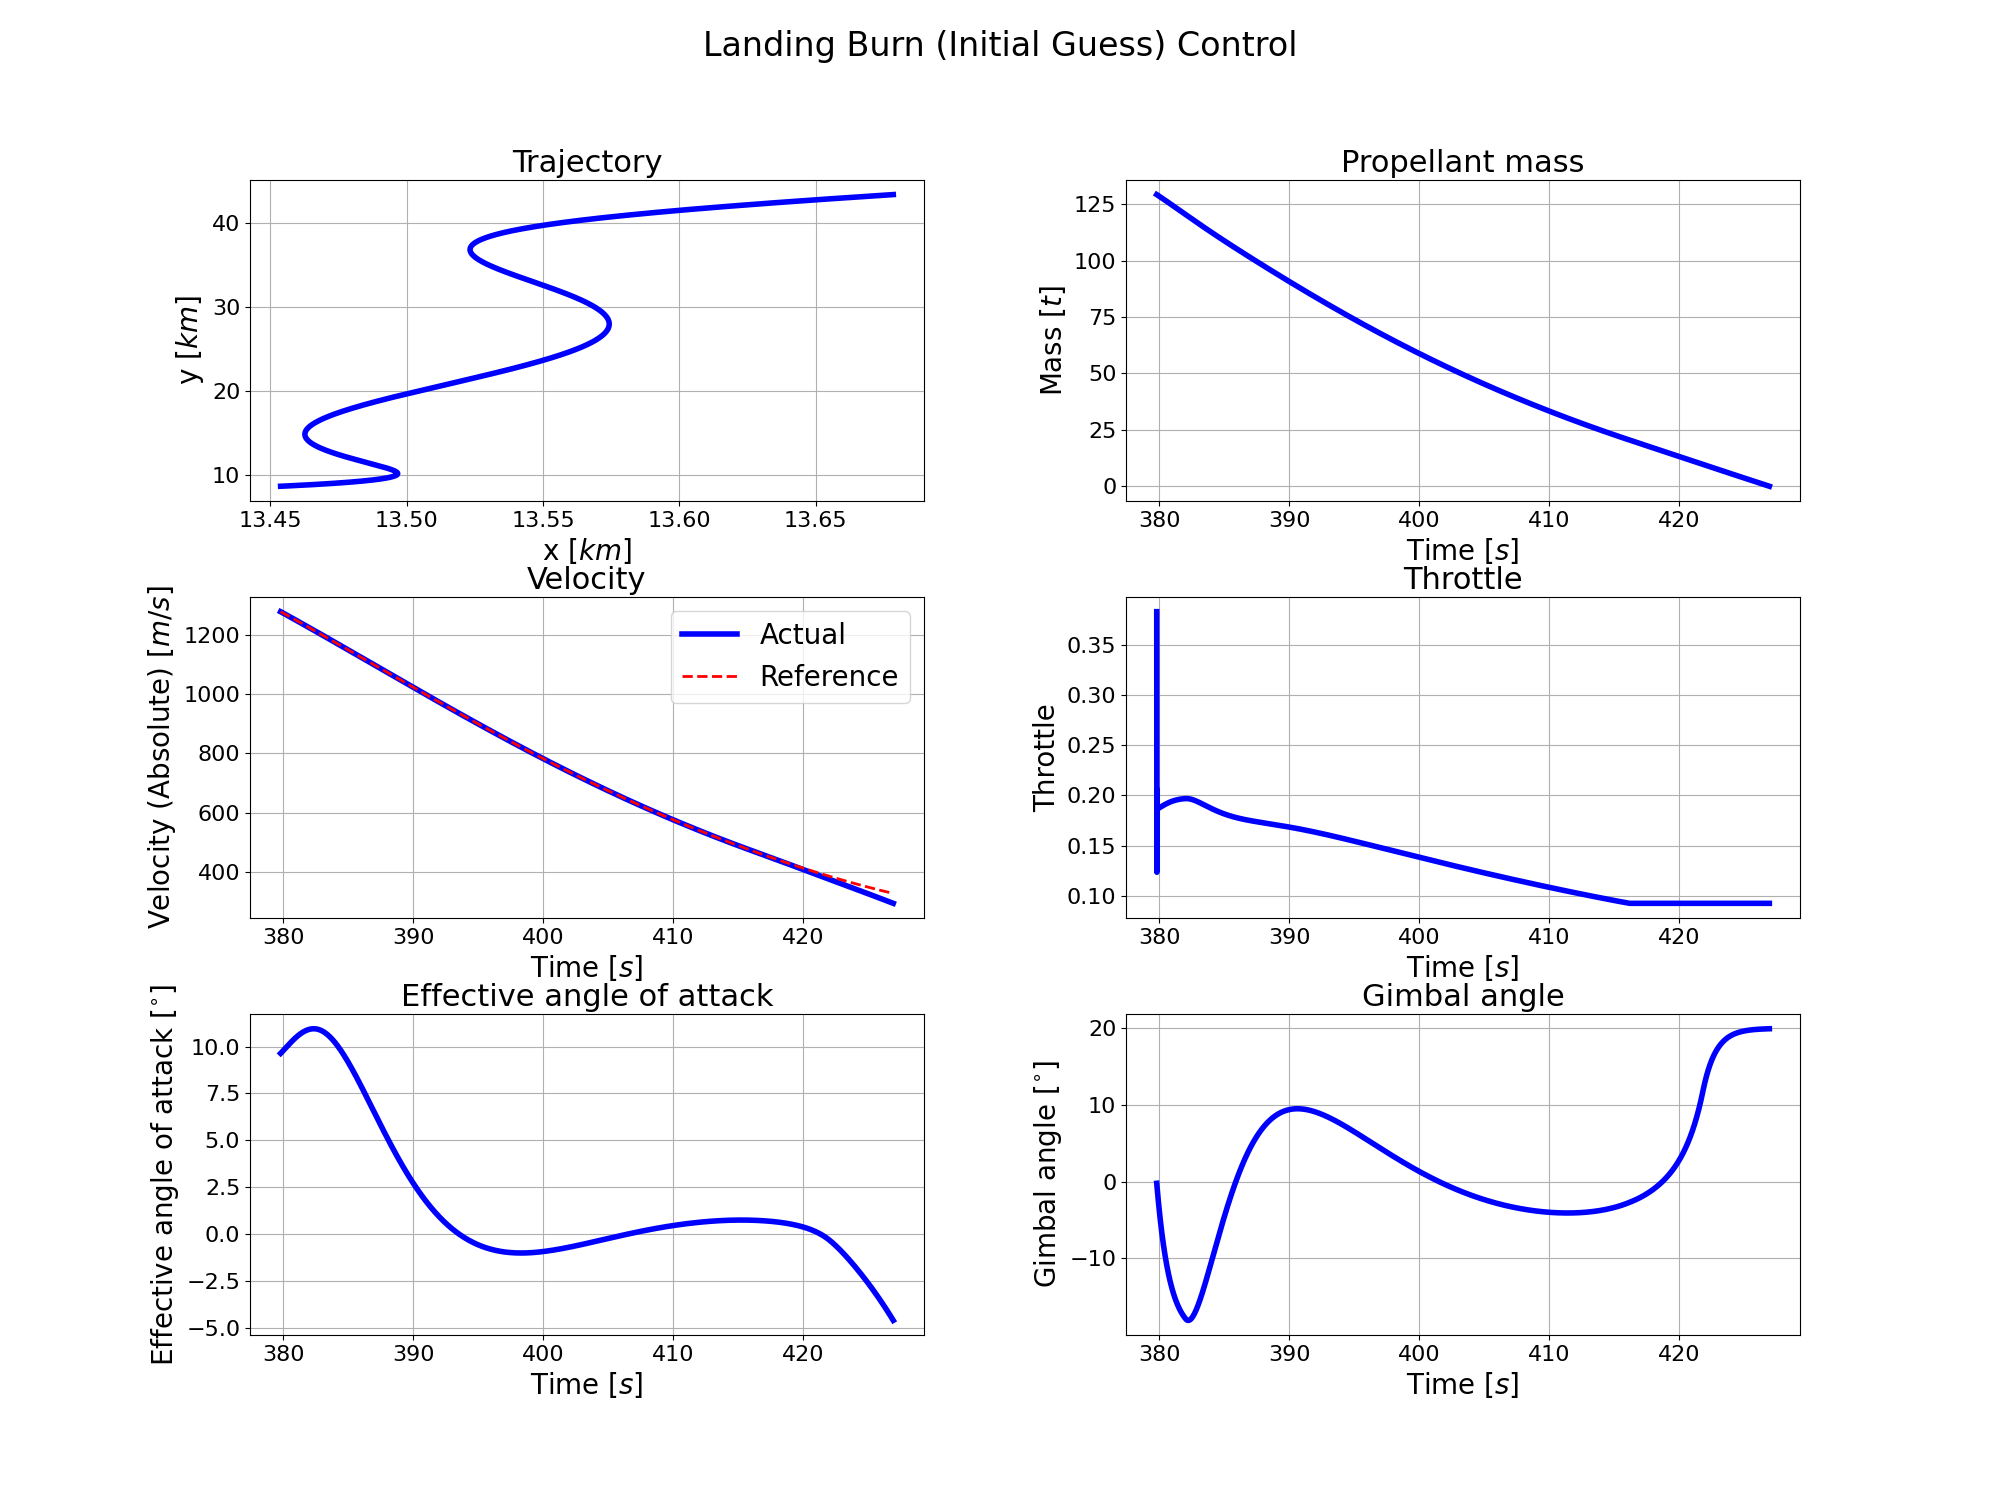 Landing Burn (Initial Guess) Control
Trajectory
y [km]
40
30
20
10
13.45 13.50 13.55 13.60 13.65
x [km]
Propellant mass
Mass [t]
125
100
75
50
25
0
380 390 400 410 420
Time [s]
Velocity
Velocity (Absolute) [m/s]
1200
1000
800
600
400
Actual
Reference
380 390 400 410 420
Time [s]
Throttle
Throttle
0.35
0.30
0.25
0.20
0.15
0.10
380 390 400 410 420
Time [s]
Effective angle of attack
Effective angle of attack [°]
10.0
7.5
5.0
2.5
0.0
−2.5
−5.0
380 390 400 410 420
Time [s]
Gimbal angle
Gimbal angle [°]
20
10
0
−10
380 390 400 410 420
Time [s]